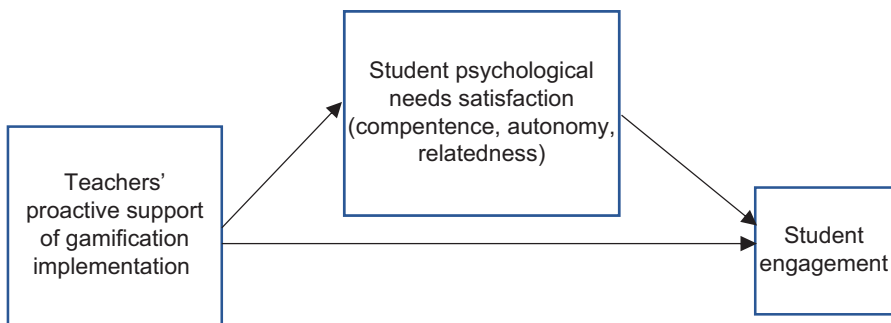 Student psychological
needs satisfaction
(compentence, autonomy,
relatedness)
Teachers’
proactive support
of gamification
implementation
Student
engagement